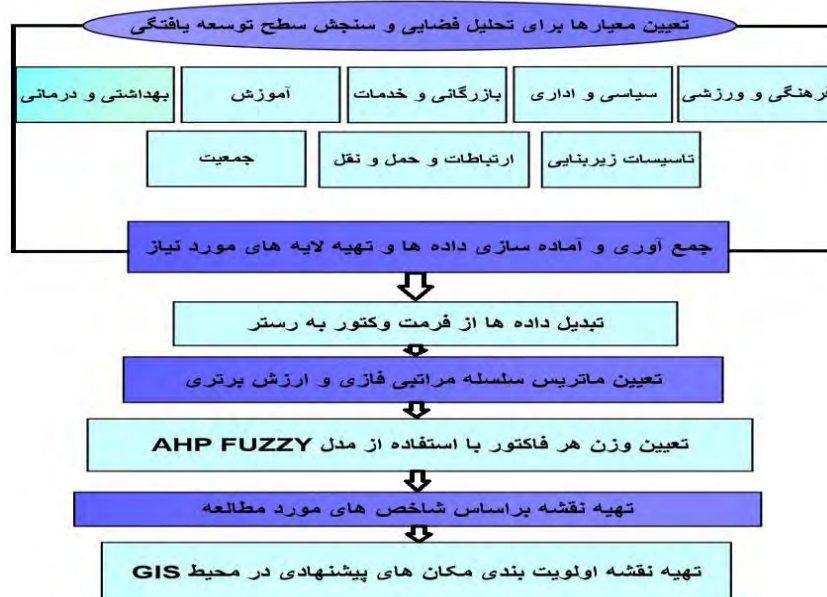 تعیین معیارها برای تحلیل فضایی و سنجش سطح توسعه یافتگی
فرهنگی و ورزشی
سیاسی و اداری
بازرگانی و خدمات
آموزش
بهداشتی و درمانی
تاسیسات زیربنایی
ارتباطات و حمل و نقل
جمعیت
جمع آوری و آماده سازی داده ها و تهیه لایه های مورد نیاز
تبدیل داده ها از فرمت وکتور به رستر
تعیین ماتریس سلسله مراتبی فازی و ارزش برتری
تعیین وزن هر فاکتور با استفاده از مدل AHP FUZZY
تهیه نقشه براساس شاخص های مورد مطالعه
تهیه نقشه اولویت بندی مکان های پیشنهادی در محیط GIS